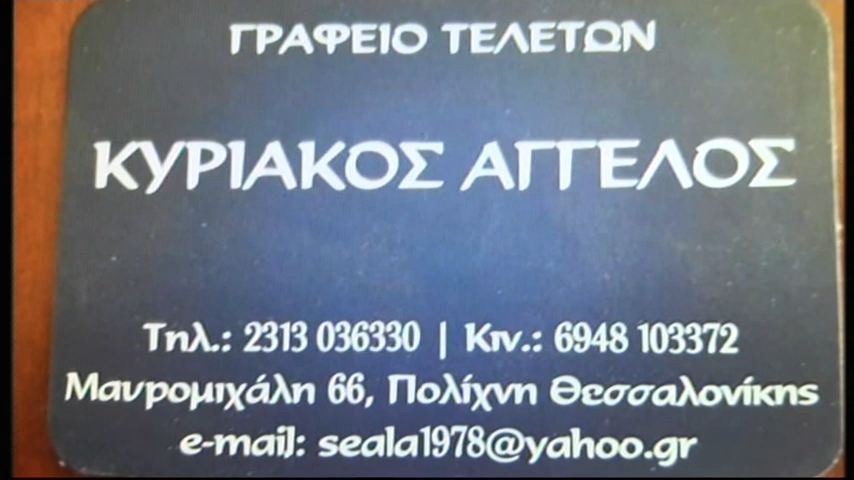 ΓΡΑΦΕΙΟ ΤΕΛΕΤΩΝ
ΚΥΡΙΑΚΟΣ ΑΓΓΕΛΟΣ
Τηλ.: 2313 036330 | Κιν.: 6948 103372
Μαυρομιχάλη 66, Πολίχνη Θεσσαλονίκης
e-mail: seala1978@yahoo.gr